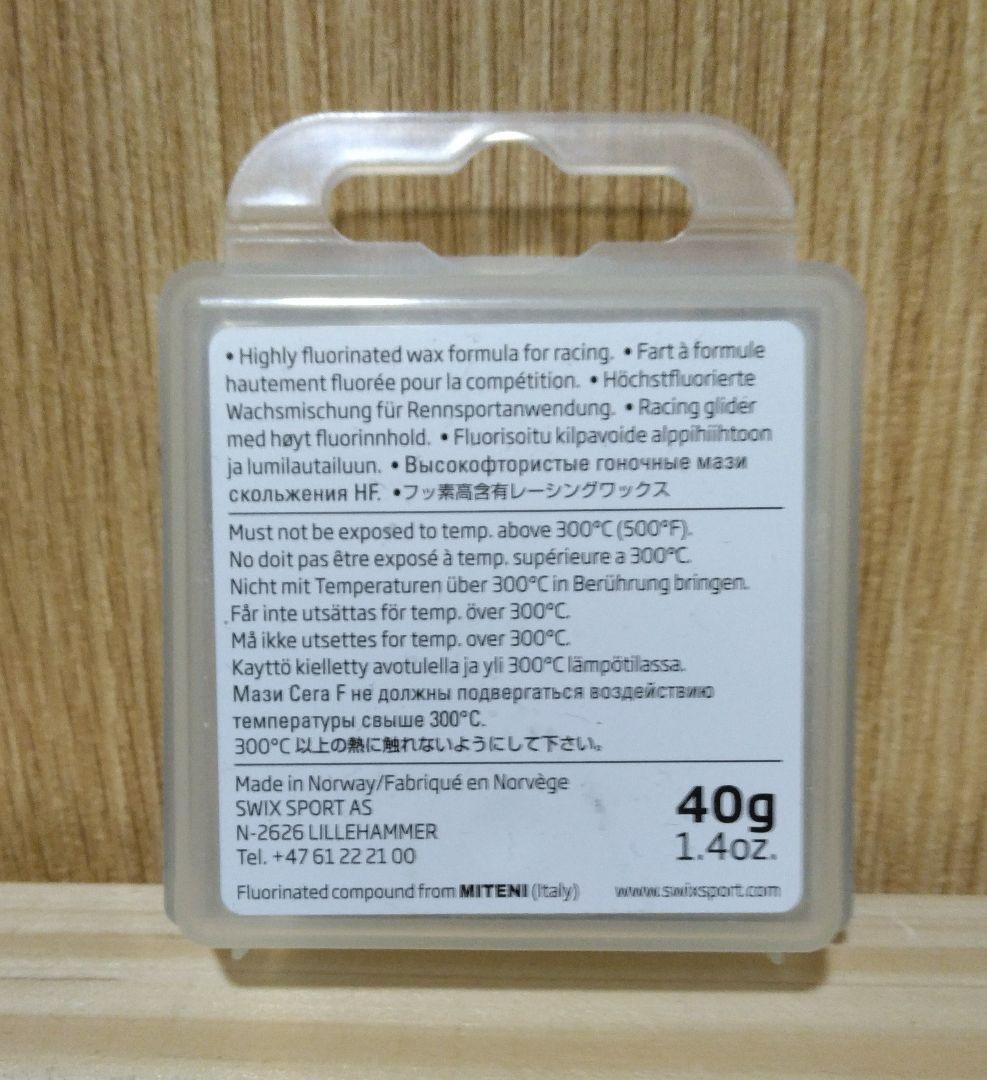 • Highly fluorinated wax formula for racing. • Fart à formule
hautement fluorée pour la compétition. • Höchstfluorierte
Wachsmischung für Rennsportanwendung. • Racing glider
med høyt fluorinnhold. • Fluorisoitu kilpavoide alppihiihtoon
ja lumilautailuun. • Высокофтористые гоночные мази
скольжения HF. •フッ素高含有レーシングワックス
Must not be exposed to temp. above 300°C (500°F).
No doit pas être exposé à temp. supérieure a 300°C.
Nicht mit Temperaturen über 300°C in Berührung bringen.
Får inte utsättas för temp. över 300°C.
Må ikke utsettes for temp. over 300°C.
Kayttö kielletty avotulella ja yli 300°C lämpötilassa.
Мази Cera F не должны подвергаться воздействию
температуры свыше 300°C.
300°C 以上の熱に触れないようにして下さい。
Made in Norway/Fabriqué en Norvège
SWIX SPORT AS
N-2626 LILLEHAMMER
Tel. +47 61 22 21 00
40g
1.4oz.
Fluorinated compound from MITENI (Italy) www.swixsport.com